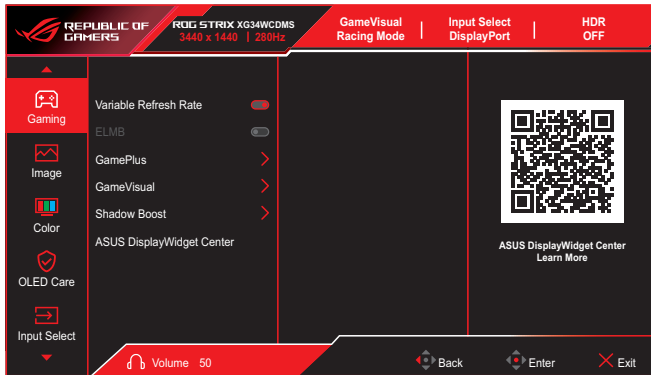 REPUBLIC OF
GAMERS
ROG STRIX XG34WCDMS
3440 x 1440 | 280Hz
GameVisual
Racing Mode
Input Select
DisplayPort
HDR
OFF
Gaming
Image
Color
OLED Care
Input Select
Variable Refresh Rate
ELMB
GamePlus
GameVisual
Shadow Boost
ASUS DisplayWidget Center
ASUS DisplayWidget Center
Learn More
Volume 50
Back
Enter
Exit